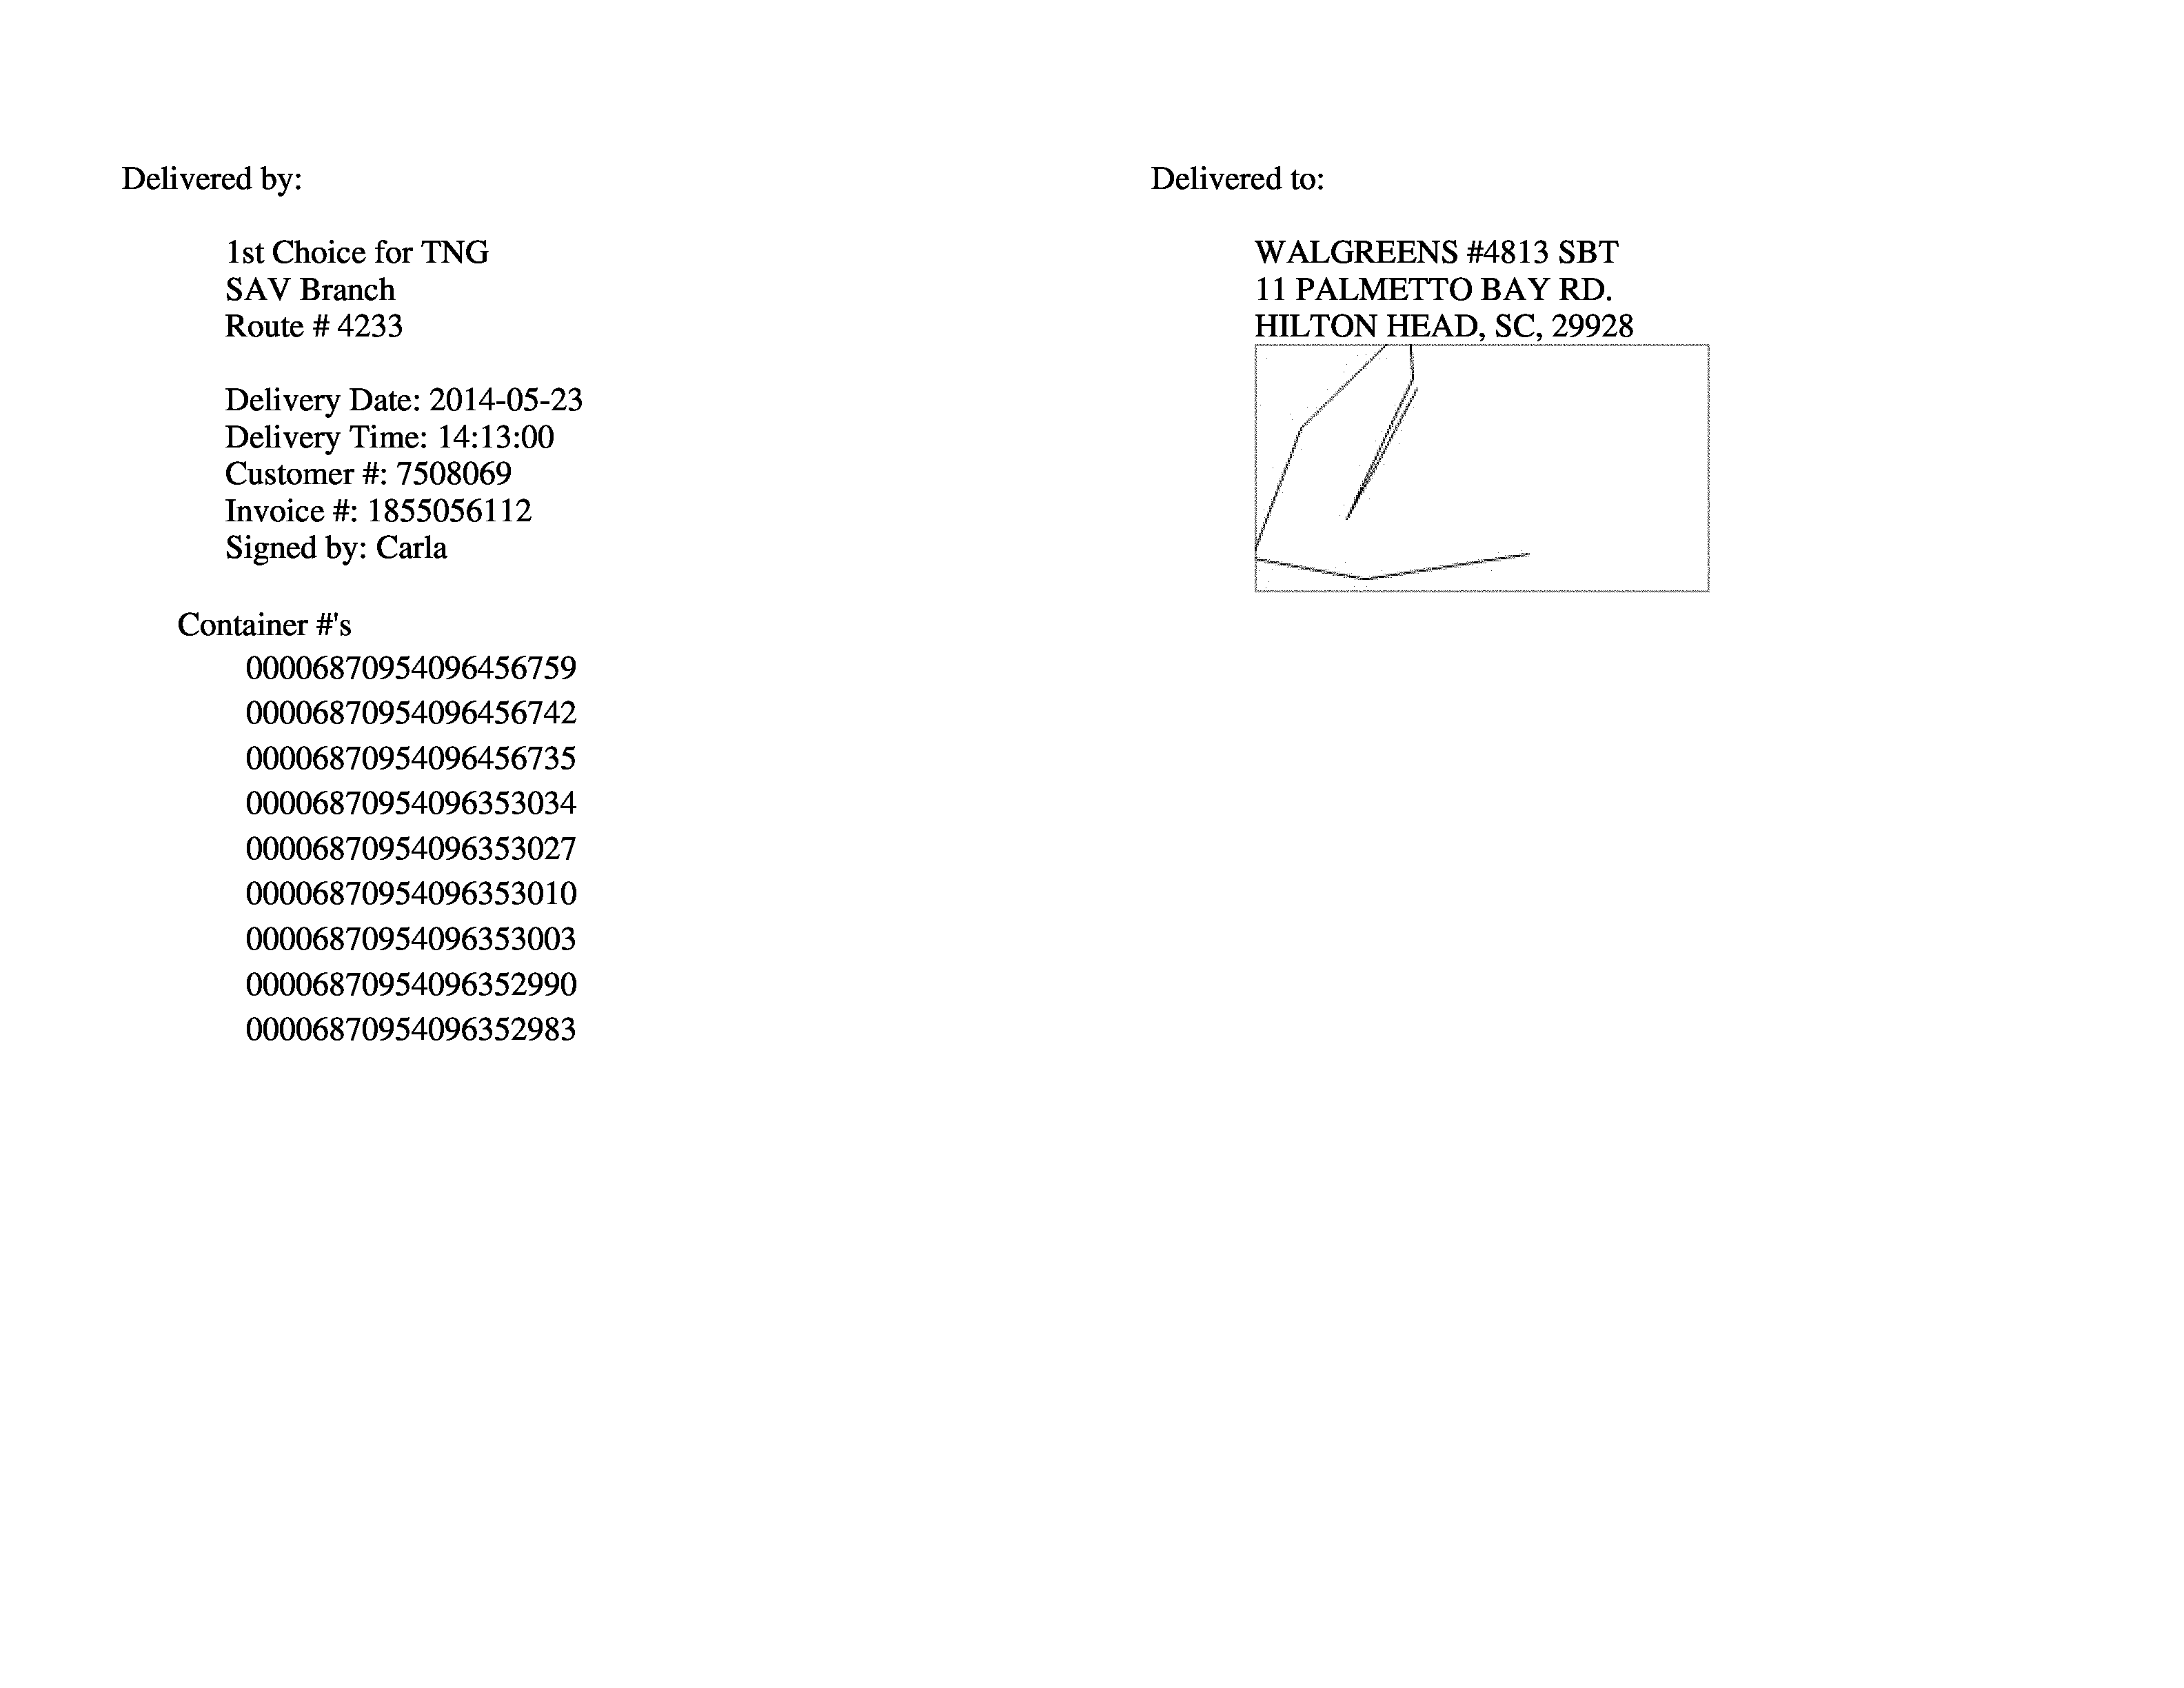 Delivered by:
1st Choice for TNG
SAV Branch
Route # 4233
Delivery Date: 2014-05-23
Delivery Time: 14:13:00
Customer #: 7508069
Invoice #: 1855056112
Signed by: Carla
Container #'s
00006870954096456759
00006870954096456742
00006870954096456735
00006870954096353034
00006870954096353027
00006870954096353010
00006870954096353003
00006870954096352990
00006870954096352983
Delivered to:
WALGREENS #4813 SBT
11 PALMETTO BAY RD.
HILTON HEAD, SC, 29928